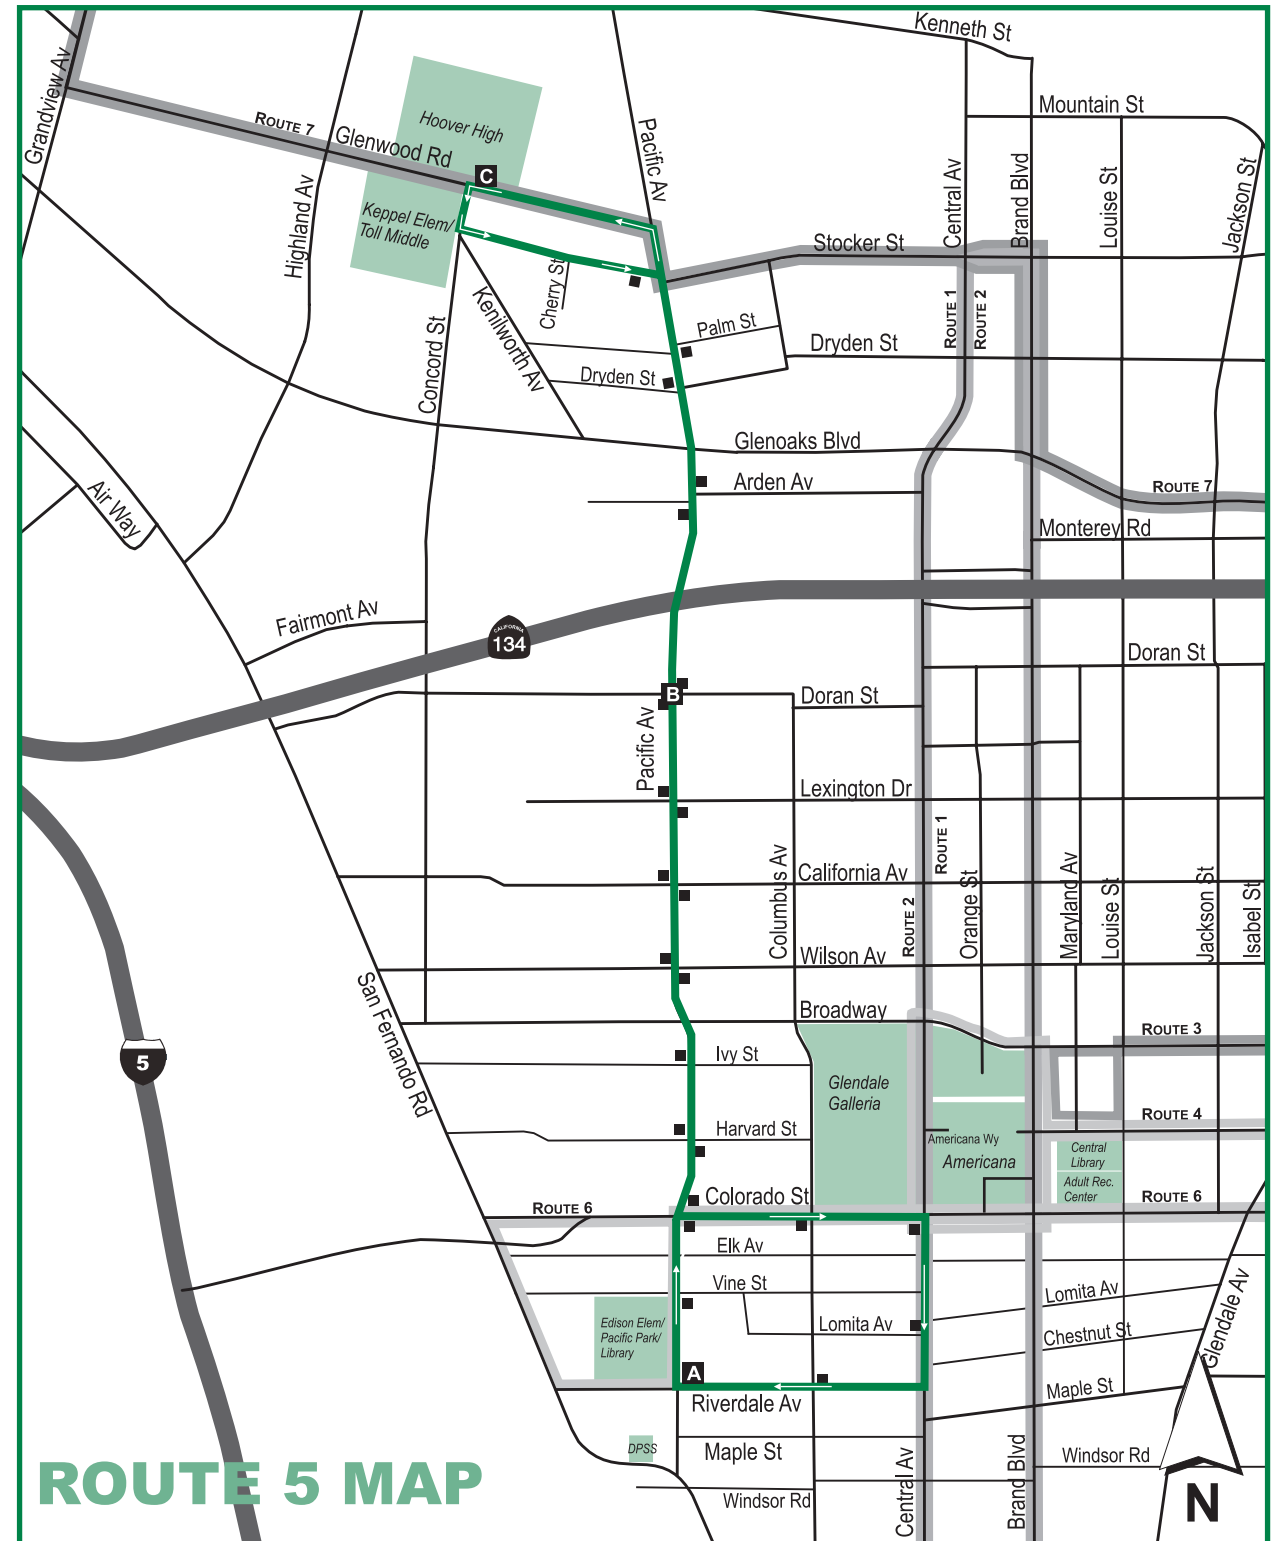 Kenneth St
Grandview Av
Mountain St
ROUTE 7
Hoover High
Glenwood Rd
Pacific Av
C
Central Av
Brand Blvd
Louise St
Jackson St
Highland Av
Keppel Elem/
Toll Middle
Stocker St
Cherry St
Kenilworth Av
Concord St
ROUTE 1
ROUTE 2
Palm St
Dryden St
Dryden St
Glenoaks Blvd
Arden Av
ROUTE 7
Air Way
Monterey Rd
Fairmont Av
CALIFORNIA
134
Doran St
B
Doran St
Pacific Av
Lexington Dr
ROUTE 1
Columbus Av
California Av
ROUTE 2
Orange St
Maryland Av
Louise St
Jackson St
Isabel St
Wilson Av
San Fernando Rd
Broadway
ROUTE 3
5
Ivy St
Glendale
Galleria
Harvard St
ROUTE 4
Americana Wy
Americana
Central
Library
Adult Rec.
Center
Colorado St
ROUTE 6
ROUTE 6
Elk Av
Vine St
Lomita Av
Lomita Av
Chestnut St
Glendale Av
Edison Elem/
Pacific Park/
Library
A
Riverdale Av
Maple St
DPSS
Maple St
Windsor Rd
Windsor Rd
Central Av
Brand Blvd
ROUTE 5 MAP
N